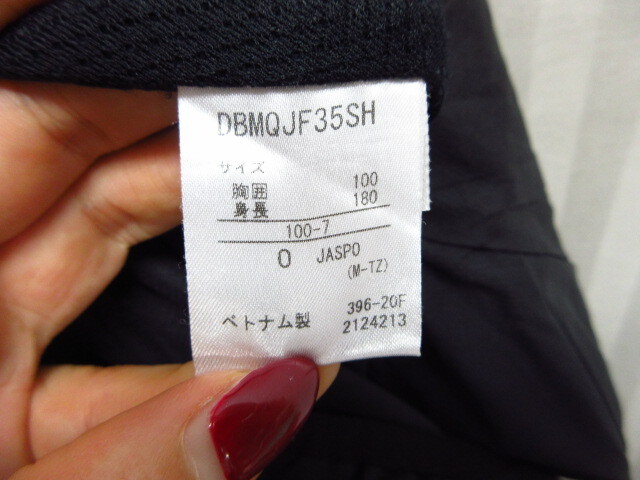 DBMQJF35SH
サイズ
胸囲 100
身長 180
100-7
O JASPO
(M-TZ)
ベトナム製 396-20F
2124213